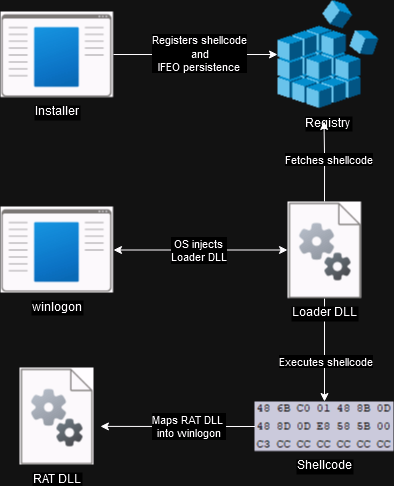 Registers shellcode
and
IFEO persistence
Installer
Registry
Fetches shellcode
OS injects
Loader DLL
winlogon
Loader DLL
Executes shellcode
48 6B C0 01 48 8B 0D
48 8D 0D E8 58 5B 00
C3 CC CC CC CC CC CC
Maps RAT DLL
into winlogon
RAT DLL
Shellcode